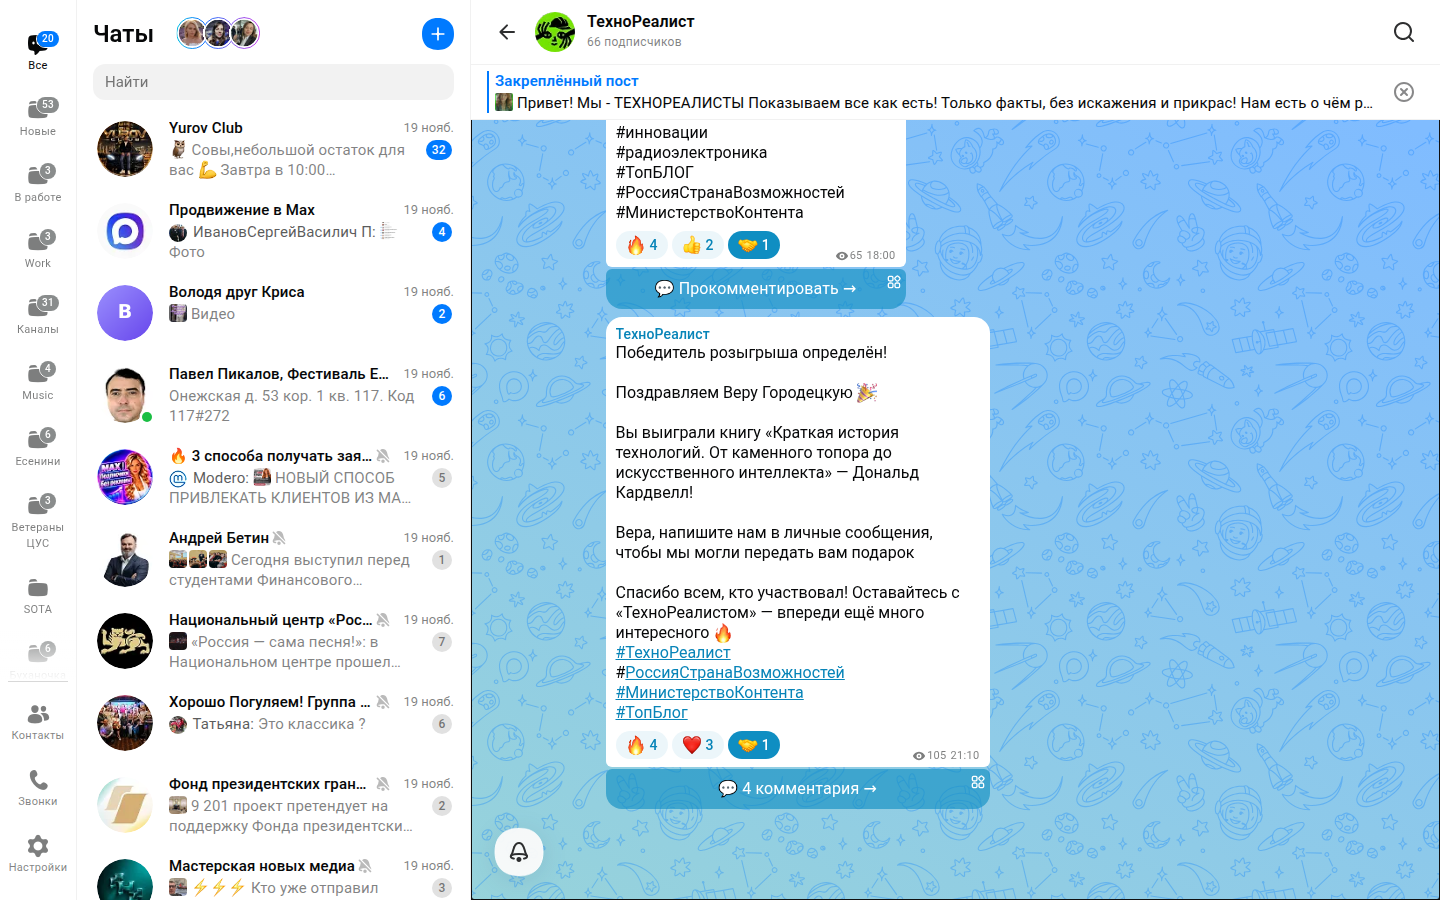 20
Все
53
Новые
3
В работе
3
Work
31
Каналы
4
Music
6
Есенини
3
Ветераны
ЦУС
SOTA
6
Контакты
Звонки
Настройки
Чаты
Найти
Yurov Club
19 нояб.
🦉 Совы,небольшой остаток для
вас 💪 Завтра в 10:00...
32
Продвижение в Max
19 нояб.
ИвановСергейВасилич П:
Фото
4
В
Володя друг Криса
19 нояб.
Видео
2
Павел Пикалов, Фестиваль Е...
19 нояб.
Онежская д. 53 кор. 1 кв. 117. Код
117#272
6
🔥 3 способа получать зая...
19 нояб.
Modero: НОВЫЙ СПОСОБ
ПРИВЛЕКАТЬ КЛИЕНТОВ ИЗ МА...
5
Андрей Бетин
19 нояб.
Сегодня выступил перед
студентами Финансового...
1
Национальный центр «Рос...
19 нояб.
«Россия — сама песня!»: в
Национальном центре прошел...
7
Хорошо Погуляем! Группа ...
19 нояб.
Татьяна: Это классика ?
6
Фонд президентских гран...
19 нояб.
9 201 проект претендует на
поддержку Фонда президентски...
2
Мастерская новых медиа
19 нояб.
⚡⚡⚡ Кто уже отправил
3
ТехноРеалист
66 подписчиков
Закреплённый пост
Привет! Мы - ТЕХНОРЕАЛИСТЫ Показываем все как есть! Только факты, без искажения и прикрас! Нам есть о чём р...
#инновации
#радиоэлектроника
#ТопБЛОГ
#РоссияСтранаВозможностей
#МинистерствоКонтента
🔥 4 👍 2 🤝 1
65 18:00
💬 Прокомментировать →
ТехноРеалист
Победитель розыгрыша определён!
Поздравляем Веру Городецкую 🎉
Вы выиграли книгу «Краткая история
технологий. От каменного топора до
искусственного интеллекта» — Дональд
Кардвелл!
Вера, напишите нам в личные сообщения,
чтобы мы могли передать вам подарок
Спасибо всем, кто участвовал! Оставайтесь с
«ТехноРеалистом» — впереди ещё много
интересного 🔥
#ТехноРеалист
#РоссияСтранаВозможностей
#МинистерствоКонтента
#ТопБлог
🔥 4 ❤️ 3 🤝 1
105 21:10
💬 4 комментария →